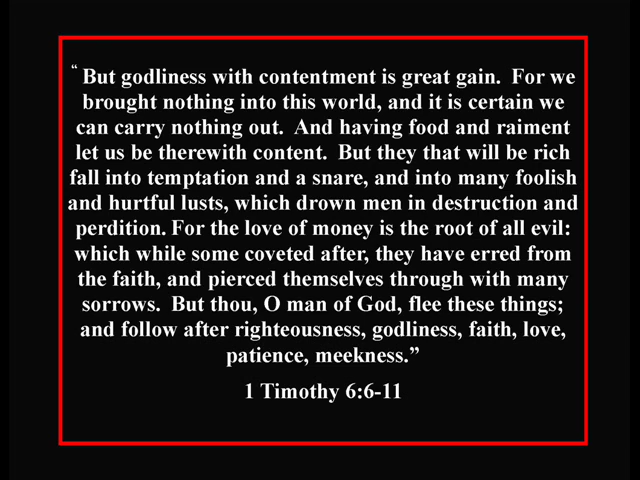 “ But godliness with contentment is great gain.  For we
brought nothing into this world, and it is certain we
can carry nothing out.  And having food and raiment
let us be therewith content.  But they that will be rich
fall into temptation and a snare, and into many foolish
and hurtful lusts, which drown men in destruction and
perdition. For the love of money is the root of all evil:
which while some coveted after, they have erred from
the faith, and pierced themselves through with many
sorrows.  But thou, O man of God, flee these things;
and follow after righteousness, godliness, faith, love,
patience, meekness.”
1 Timothy 6:6-11